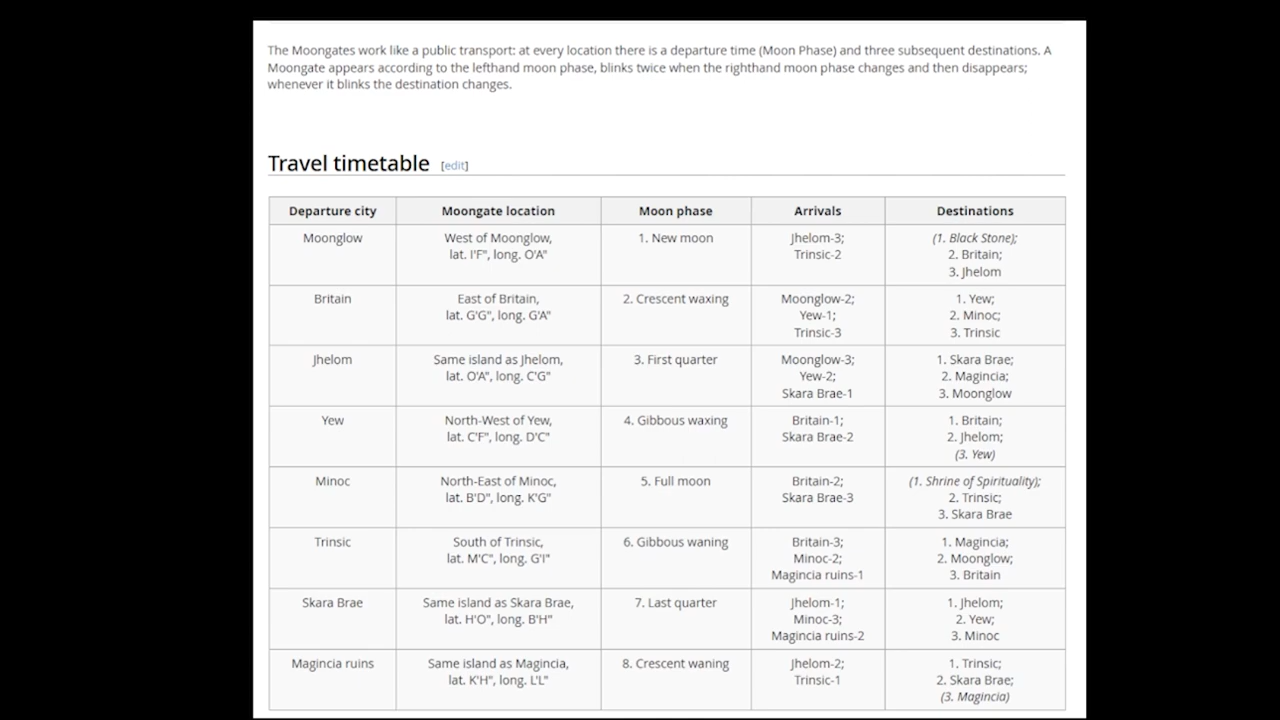 The Moongates work like a public transport: at every location there is a departure time (Moon Phase) and three subsequent destinations. A
Moongate appears according to the lefthand moon phase, blinks twice when the righthand moon phase changes and then disappears;
whenever it blinks the destination changes.
Travel timetable [edit]
Departure city Moongate location Moon phase Arrivals Destinations
Moonglow West of Moonglow, 1. New moon Jhelom-3; (1. Black Stone);
lat. I'F", long. O'A" Trinsic-2 2. Britain;
3. Jhelom
Britain East of Britain, 2. Crescent waxing Moonglow-2; 1. Yew;
lat. G'G", long. G'A" Yew-1; 2. Minoc;
Trinsic-3 3. Trinsic
Jhelom Same island as Jhelom, 3. First quarter Moonglow-3; 1. Skara Brae;
lat. O'A", long. C'G" Yew-2; 2. Magincia;
Skara Brae-1 3. Moonglow
Yew North-West of Yew, 4. Gibbous waxing Britain-1; 1. Britain;
lat. C'F", long. D'C" Skara Brae-2 2. Jhelom;
(3. Yew)
Minoc North-East of Minoc, 5. Full moon Britain-2; (1. Shrine of Spirituality);
lat. B'D", long. K'G" Skara Brae-3 2. Trinsic;
3. Skara Brae
Trinsic South of Trinsic, 6. Gibbous waning Britain-3; 1. Magincia;
lat. M'C", long. G'I" Minoc-2; 2. Moonglow;
Magincia ruins-1 3. Britain
Skara Brae Same island as Skara Brae, 7. Last quarter Jhelom-1; 1. Jhelom;
lat. H'O", long. B'H" Minoc-3; 2. Yew;
Magincia ruins-2 3. Minoc
Magincia ruins Same island as Magincia, 8. Crescent waning Jhelom-2; 1. Trinsic;
lat. K'H", long. L'L" Trinsic-1 2. Skara Brae;
(3. Magincia)